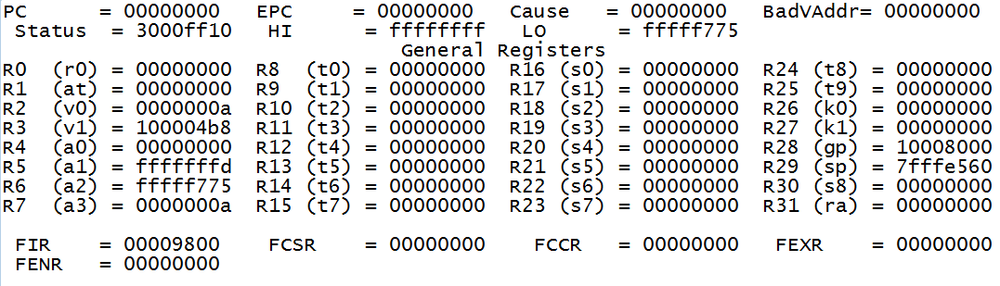 PC = 00000000 EPC = 00000000 Cause = 00000000 BadVAddr= 00000000
Status = 3000ff10 HI = ffffffff LO = fffff775
General Registers
R0 (r0) = 00000000 R8 (t0) = 00000000 R16 (s0) = 00000000 R24 (t8) = 00000000
R1 (at) = 00000000 R9 (t1) = 00000000 R17 (s1) = 00000000 R25 (t9) = 00000000
R2 (v0) = 0000000a R10 (t2) = 00000000 R18 (s2) = 00000000 R26 (k0) = 00000000
R3 (v1) = 100004b8 R11 (t3) = 00000000 R19 (s3) = 00000000 R27 (k1) = 00000000
R4 (a0) = 00000000 R12 (t4) = 00000000 R20 (s4) = 00000000 R28 (gp) = 10008000
R5 (a1) = fffffffd R13 (t5) = 00000000 R21 (s5) = 00000000 R29 (sp) = 7fffe560
R6 (a2) = fffff775 R14 (t6) = 00000000 R22 (s6) = 00000000 R30 (s8) = 00000000
R7 (a3) = 0000000a R15 (t7) = 00000000 R23 (s7) = 00000000 R31 (ra) = 00000000
FIR = 00009800 FCSR = 00000000 FCCR = 00000000 FEXR = 00000000
FENR = 00000000